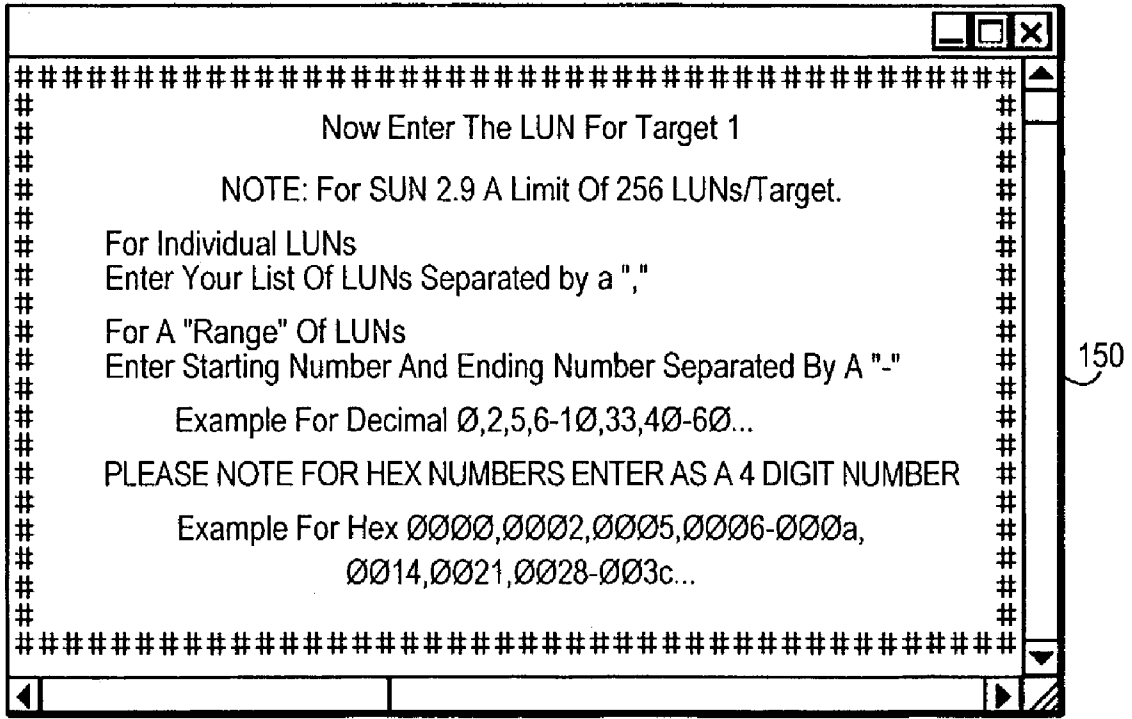 ####################################
Now Enter The LUN For Target 1
NOTE: For SUN 2.9 A Limit Of 256 LUNs/Target.
For Individual LUNs
Enter Your List Of LUNs Separated by a ","
For A "Range" Of LUNs
Enter Starting Number And Ending Number Separated By A "-"
Example For Decimal Ø,2,5,6-1Ø,33,4Ø-6Ø...
PLEASE NOTE FOR HEX NUMBERS ENTER AS A 4 DIGIT NUMBER
Example For Hex ØØØØ,ØØØ2,ØØØ5,ØØØ6-ØØØa,
ØØ14,ØØ21,ØØ28-ØØ3c...
####################################
150